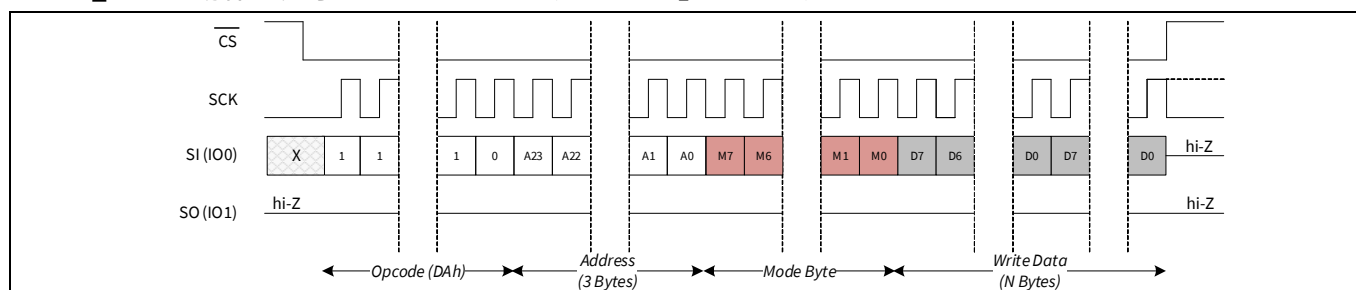 CS
SCK
SI (IO0) X 1 1 1 0 A23 A22 A1 A0 M7 M6 M1 M0 D7 D6 D0 D7 D0 hi-Z
SO (IO1) hi-Z hi-Z
Opcode (DAh) Address (3 Bytes) Mode Byte Write Data (N Bytes)